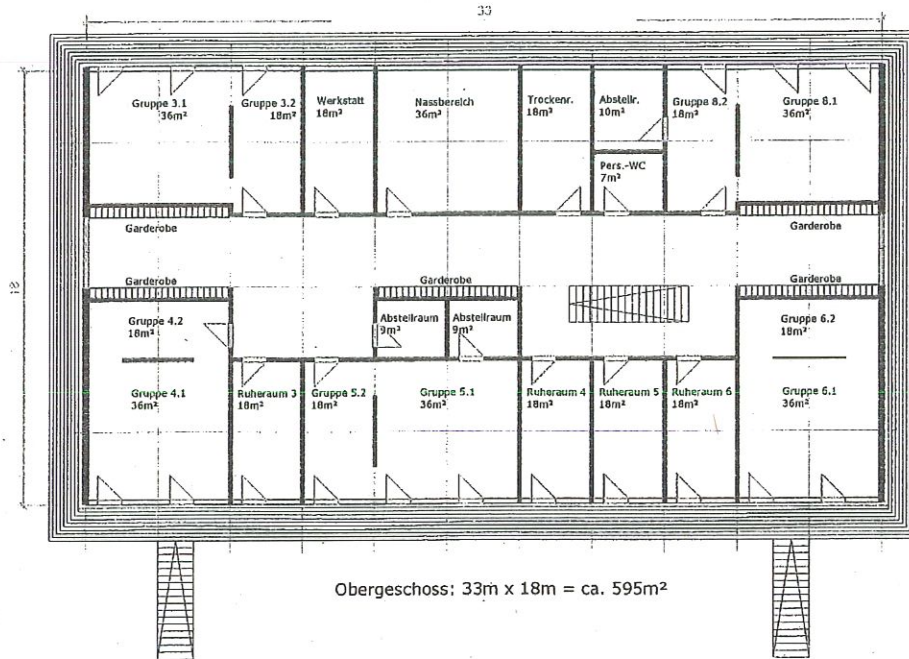 33
18
Gruppe 3.1
36m²
Gruppe 3.2
18m²
Werkstatt
18m²
Nassbereich
36m²
Trockenr.
18m²
Abstellr.
10m²
Pers.-WC
7m²
Gruppe 8.2
18m²
Gruppe 8.1
36m²
Garderobe
Garderobe
Garderobe
Garderobe
Garderobe
Gruppe 4.2
18m²
Abstellraum
9m²
Abstellraum
9m²
Gruppe 6.2
18m²
Gruppe 4.1
36m²
Ruheraum 3
18m²
Gruppe 5.2
18m²
Gruppe 5.1
36m²
Ruheraum 4
18m²
Ruheraum 5
18m²
Ruheraum 6
18m²
Gruppe 6.1
36m²
Obergeschoss: 33m x 18m = ca. 595m²